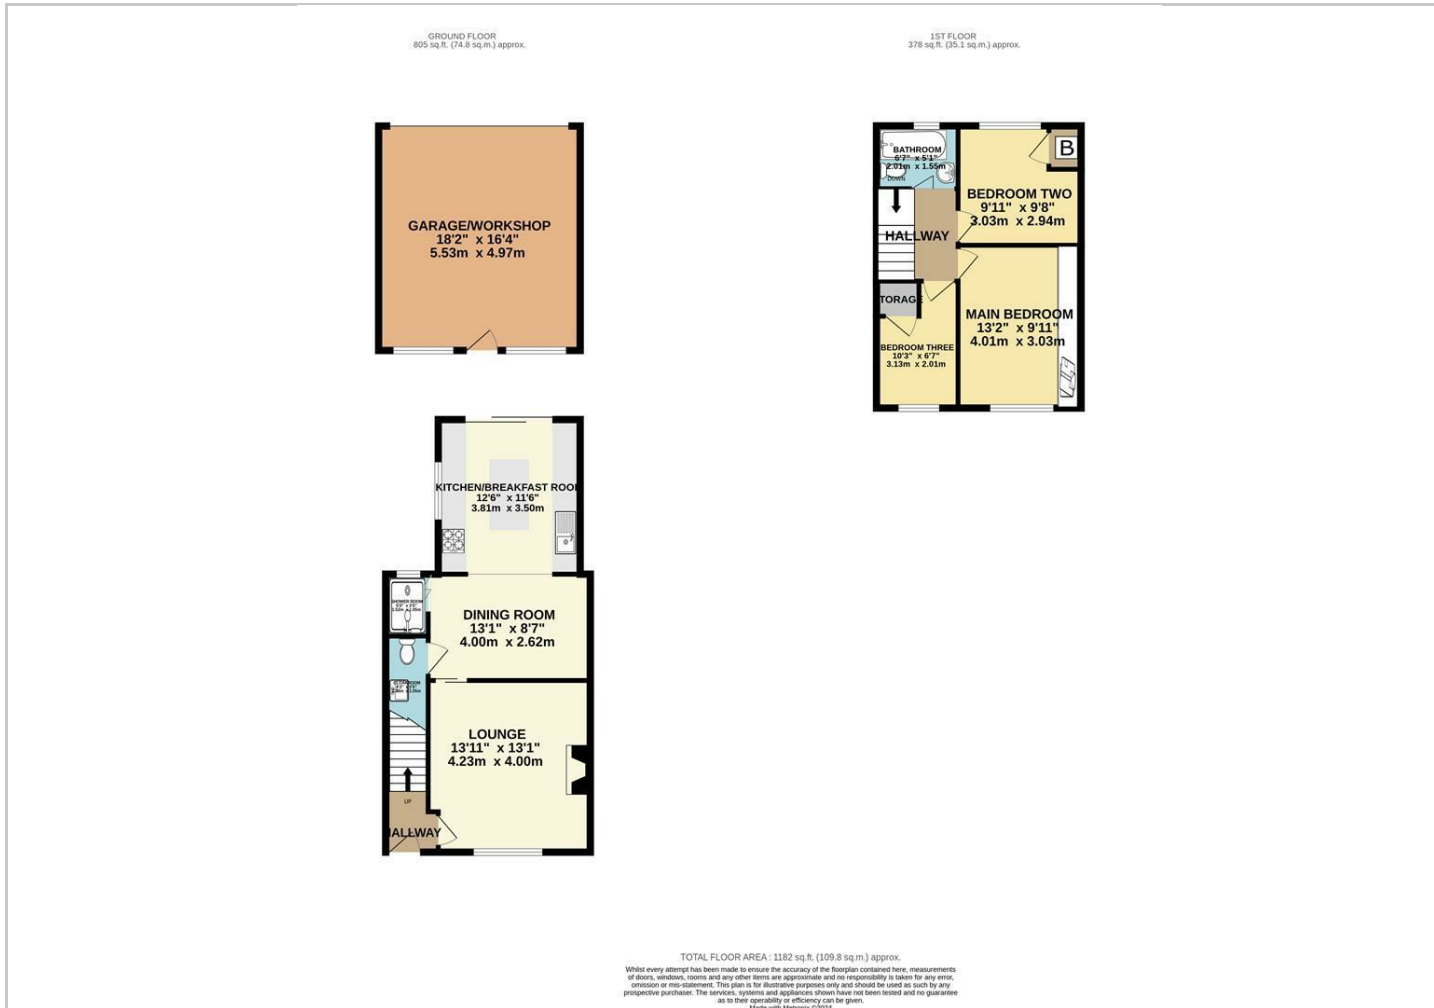 GROUND FLOOR
805 sq.ft. (74.8 sq.m.) approx.
1ST FLOOR
378 sq.ft. (35.1 sq.m.) approx.
GARAGE/WORKSHOP
18'2" x 16'4"
5.53m x 4.97m
BATHROOM
6'7" x 5'1"
2.01m x 1.55m
DOWN
B
BEDROOM TWO
9'11" x 9'8"
3.03m x 2.94m
HALLWAY
TORAGE
MAIN BEDROOM
13'2" x 9'11"
4.01m x 3.03m
BEDROOM THREE
10'3" x 6'7"
3.13m x 2.01m
KITCHEN/BREAKFAST ROOM
12'6" x 11'6"
3.81m x 3.50m
SHOWER ROOM
DINING ROOM
13'1" x 8'7"
4.00m x 2.62m
LOUNGE
13'11" x 13'1"
4.23m x 4.00m
UP
HALLWAY
TOTAL FLOOR AREA : 1182 sq.ft. (109.8 sq.m.) approx.
Whilst every attempt has been made to ensure the accuracy of the floorplan contained here, measurements
of doors, windows, rooms and any other items are approximate and no responsibility is taken for any error,
omission or mis-statement. This plan is for illustrative purposes only and should be used as such by any
prospective purchaser. The services, systems and appliances shown have not been tested and no guarantee
as to their operability or efficiency can be given.
Made with Metropix ©2024